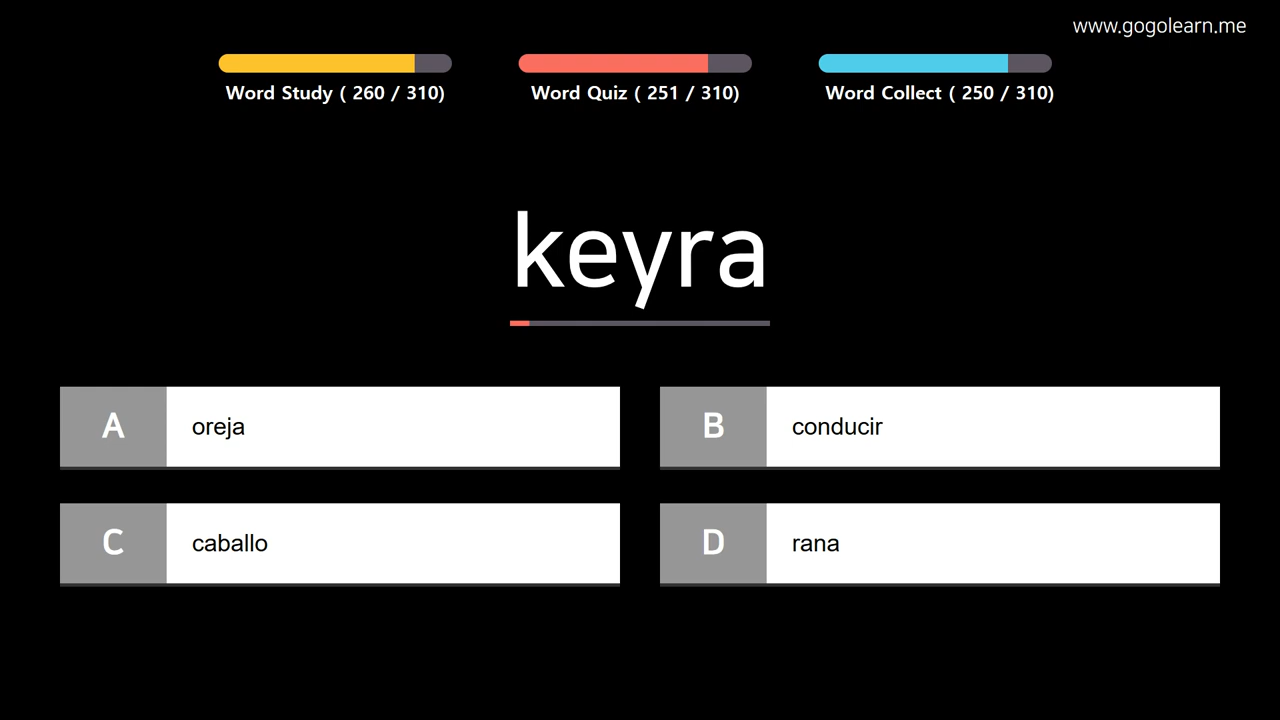 www.gogolearn.me
Word Study ( 260 / 310)
Word Quiz ( 251 / 310)
Word Collect ( 250 / 310)
keyra
A oreja
B conducir
C caballo
D rana